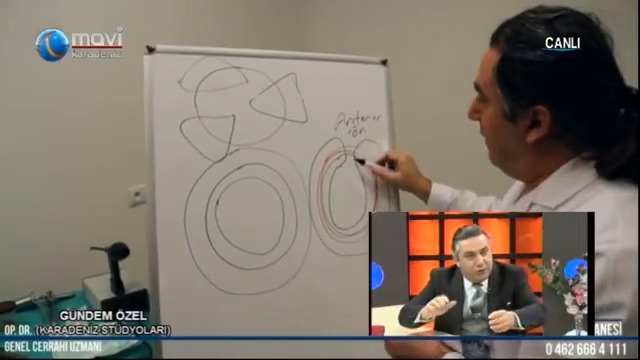 mavi
karadeniz
CANLI
Anterior
ön
GÜNDEM ÖZEL
(KARADENİZ STÜDYOLARI)
OP. DR.
GENEL CERRAHİ UZMANI
0 462 666 4 111